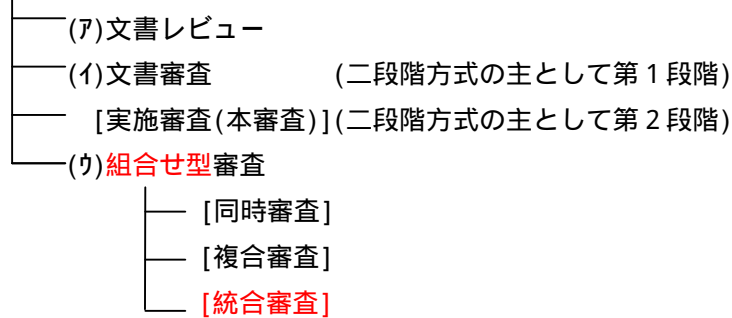 (ｱ)文書レビュー
(ｲ)文書審査 (二段階方式の主として第１段階)
[実施審査(本審査)](二段階方式の主として第２段階)
(ｳ)組合せ型審査
[同時審査]
[複合審査]
[統合審査]